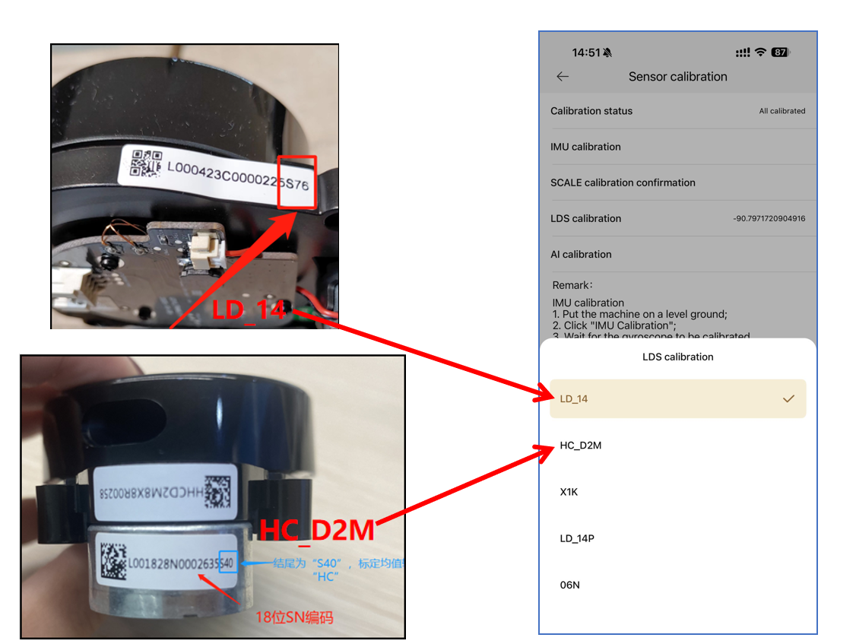 L000423C0000225S76
LD_14
HHCD2M8X8R00258
HC_D2M
L001828N0002635S40
结尾为“S40”，标定均值
“HC”
18位SN编码
14:51
87
Sensor calibration
Calibration status
All calibrated
IMU calibration
SCALE calibration confirmation
LDS calibration
-90.7971720904916
AI calibration
Remark：
IMU calibration
1. Put the machine on a level ground;
2. Click "IMU Calibration";
3. Wait for the gyroscope to be calibrated
LDS calibration
LD_14
HC_D2M
X1K
LD_14P
06N